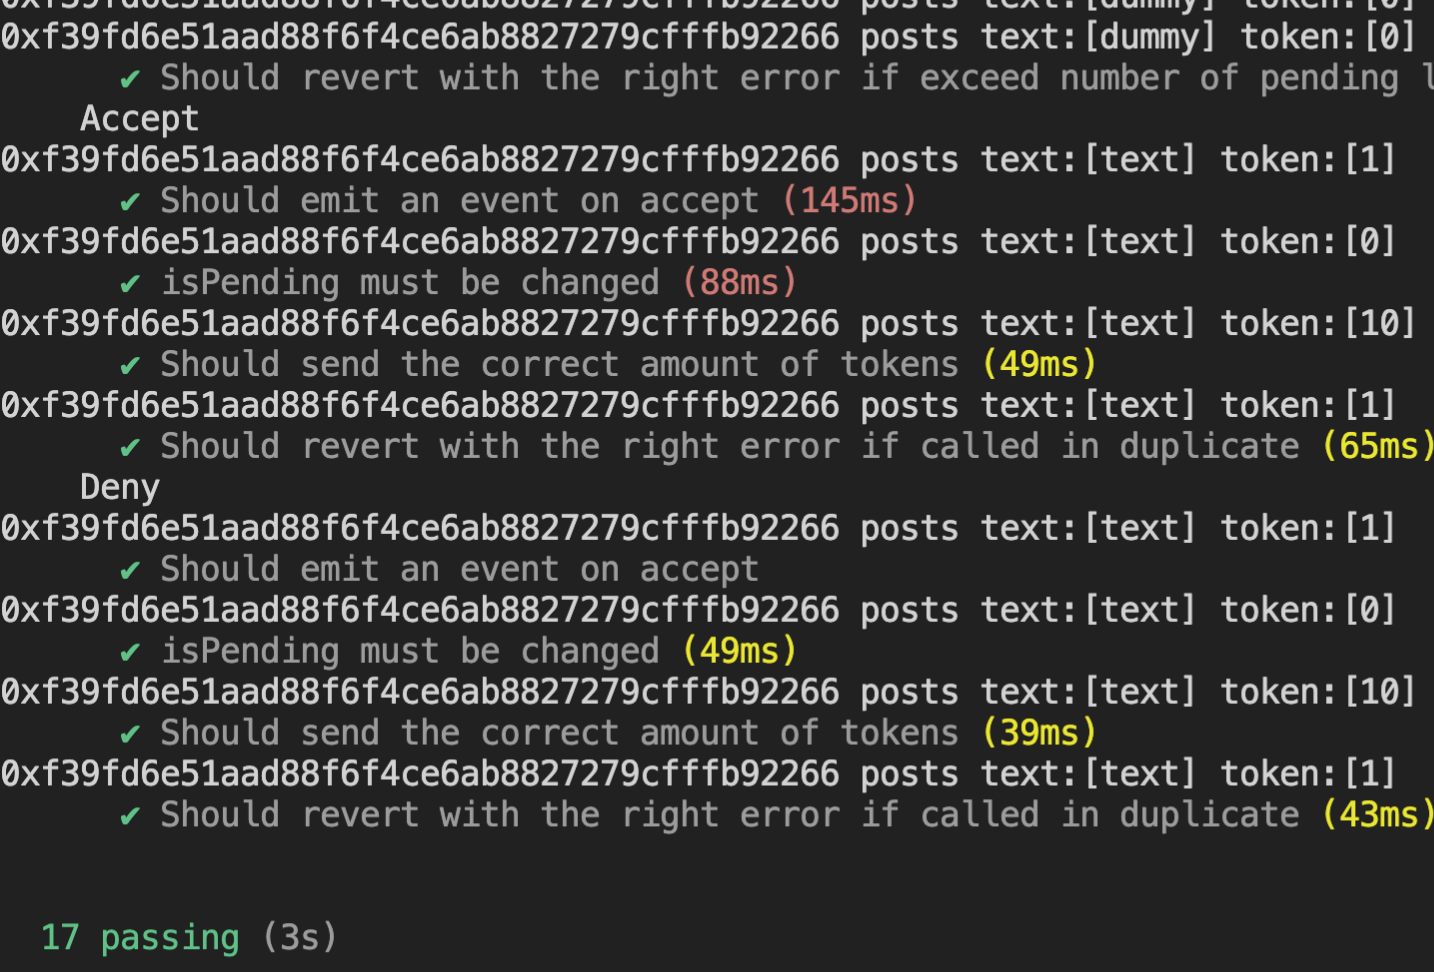 0xf39fd6e51aad88f6f4ce6ab8827279cfffb92266 posts text:[dummy] token:[0]
0xf39fd6e51aad88f6f4ce6ab8827279cfffb92266 posts text:[dummy] token:[0]
✔ Should revert with the right error if exceed number of pending
Accept
0xf39fd6e51aad88f6f4ce6ab8827279cfffb92266 posts text:[text] token:[1]
✔ Should emit an event on accept (145ms)
0xf39fd6e51aad88f6f4ce6ab8827279cfffb92266 posts text:[text] token:[0]
✔ isPending must be changed (88ms)
0xf39fd6e51aad88f6f4ce6ab8827279cfffb92266 posts text:[text] token:[10]
✔ Should send the correct amount of tokens (49ms)
0xf39fd6e51aad88f6f4ce6ab8827279cfffb92266 posts text:[text] token:[1]
✔ Should revert with the right error if called in duplicate (65ms)
Deny
0xf39fd6e51aad88f6f4ce6ab8827279cfffb92266 posts text:[text] token:[1]
✔ Should emit an event on accept
0xf39fd6e51aad88f6f4ce6ab8827279cfffb92266 posts text:[text] token:[0]
✔ isPending must be changed (49ms)
0xf39fd6e51aad88f6f4ce6ab8827279cfffb92266 posts text:[text] token:[10]
✔ Should send the correct amount of tokens (39ms)
0xf39fd6e51aad88f6f4ce6ab8827279cfffb92266 posts text:[text] token:[1]
✔ Should revert with the right error if called in duplicate (43ms)
17 passing (3s)